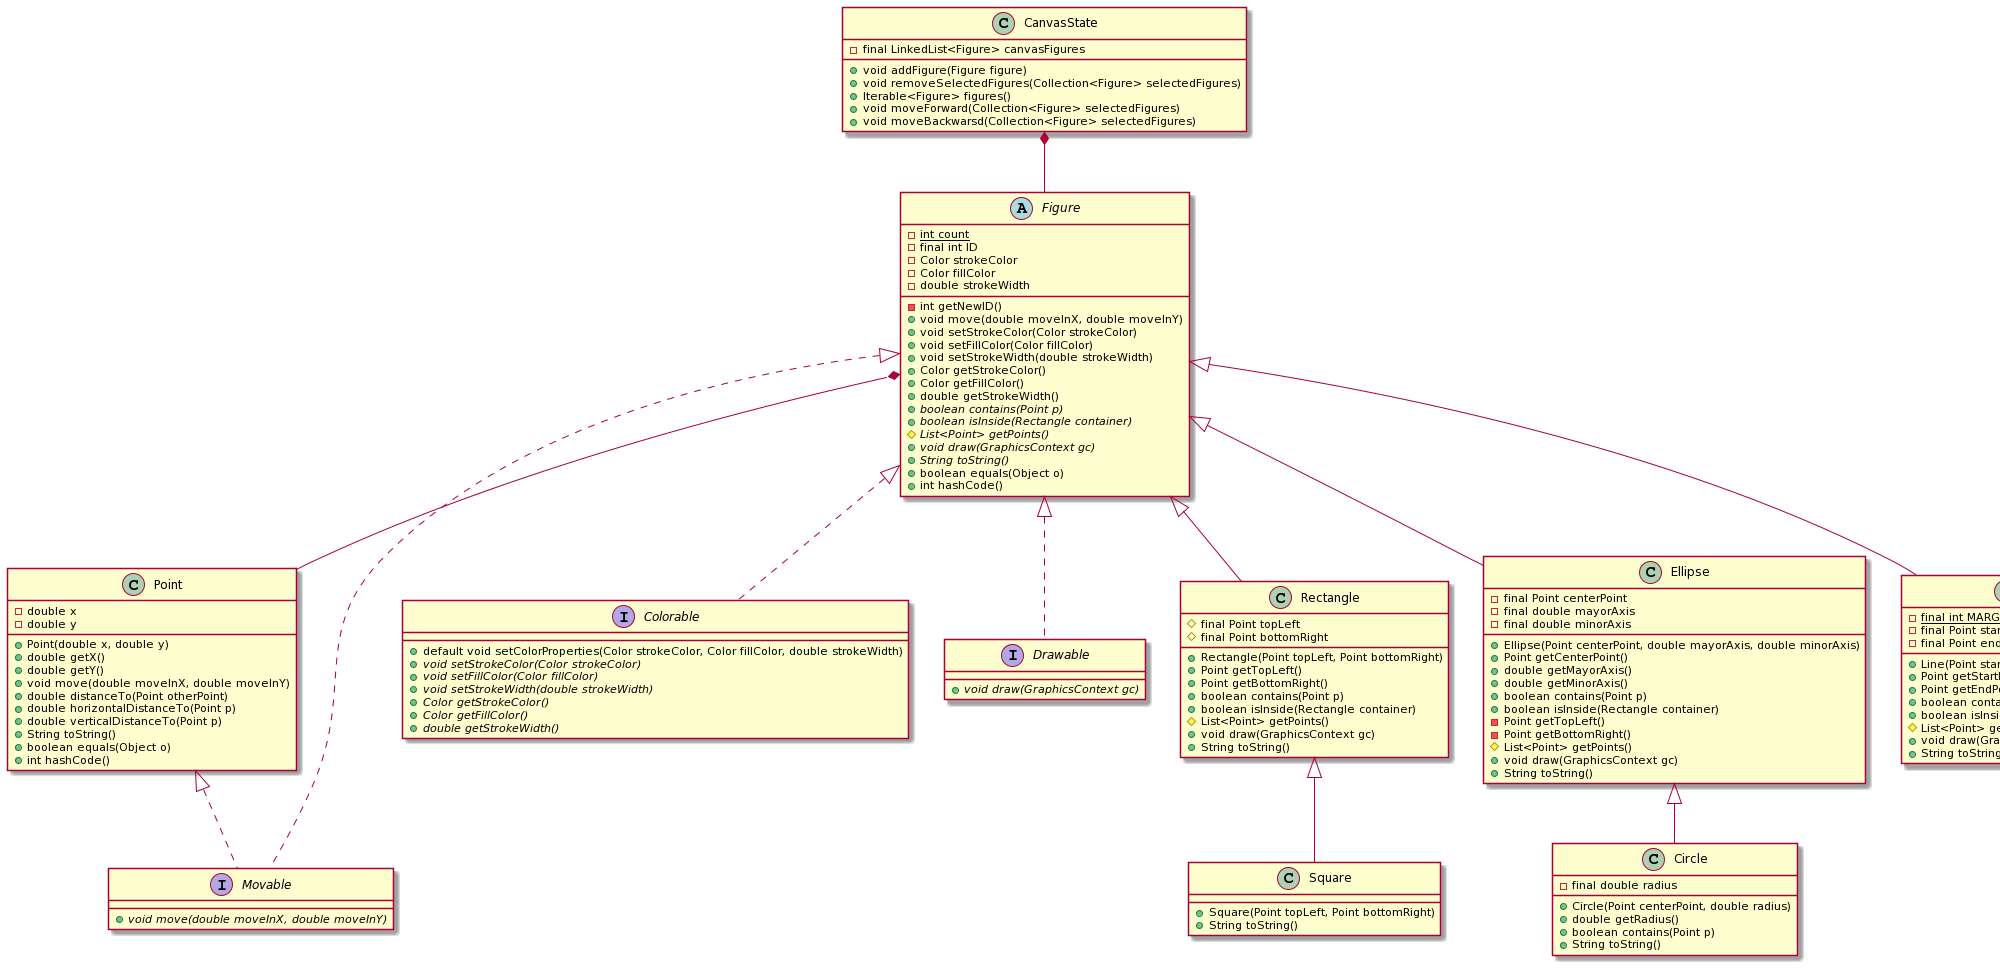 C CanvasState
final LinkedList<Figure> canvasFigures
void addFigure(Figure figure)
void removeSelectedFigures(Collection<Figure> selectedFigures)
Iterable<Figure> figures()
void moveForward(Collection<Figure> selectedFigures)
void moveBackwarsd(Collection<Figure> selectedFigures)
A Figure
int count
final int ID
Color strokeColor
Color fillColor
double strokeWidth
int getNewID()
void move(double moveInX, double moveInY)
void setStrokeColor(Color strokeColor)
void setFillColor(Color fillColor)
void setStrokeWidth(double strokeWidth)
Color getStrokeColor()
Color getFillColor()
double getStrokeWidth()
boolean contains(Point p)
boolean isInside(Rectangle container)
List<Point> getPoints()
void draw(GraphicsContext gc)
String toString()
boolean equals(Object o)
int hashCode()
C Point
double x
double y
Point(double x, double y)
double getX()
double getY()
void move(double moveInX, double moveInY)
double distanceTo(Point otherPoint)
double horizontalDistanceTo(Point p)
double verticalDistanceTo(Point p)
String toString()
boolean equals(Object o)
int hashCode()
I Colorable
default void setColorProperties(Color strokeColor, Color fillColor, double strokeWidth)
void setStrokeColor(Color strokeColor)
void setFillColor(Color fillColor)
void setStrokeWidth(double strokeWidth)
Color getStrokeColor()
Color getFillColor()
double getStrokeWidth()
I Drawable
void draw(GraphicsContext gc)
C Rectangle
final Point topLeft
final Point bottomRight
Rectangle(Point topLeft, Point bottomRight)
Point getTopLeft()
Point getBottomRight()
boolean contains(Point p)
boolean isInside(Rectangle container)
List<Point> getPoints()
void draw(GraphicsContext gc)
String toString()
C Ellipse
final Point centerPoint
final double mayorAxis
final double minorAxis
Ellipse(Point centerPoint, double mayorAxis, double minorAxis)
Point getCenterPoint()
double getMayorAxis()
double getMinorAxis()
boolean contains(Point p)
boolean isInside(Rectangle container)
Point getTopLeft()
Point getBottomRight()
List<Point> getPoints()
void draw(GraphicsContext gc)
String toString()
final int MARG
final Point star
final Point end
Line(Point star
Point getStart
Point getEndPo
boolean conta
boolean isInsi
List<Point> ge
void draw(Gra
String toString
I Movable
void move(double moveInX, double moveInY)
C Square
Square(Point topLeft, Point bottomRight)
String toString()
C Circle
final double radius
Circle(Point centerPoint, double radius)
double getRadius()
boolean contains(Point p)
String toString()